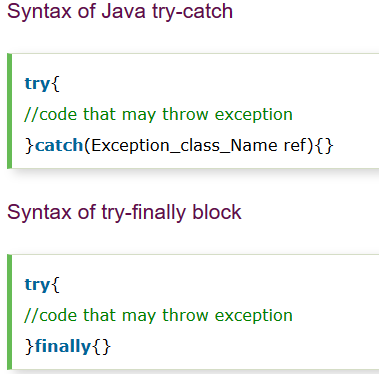 Syntax of Java try-catch
try{
//code that may throw exception
}catch(Exception_class_Name ref){}
Syntax of try-finally block
try{
//code that may throw exception
}finally{}